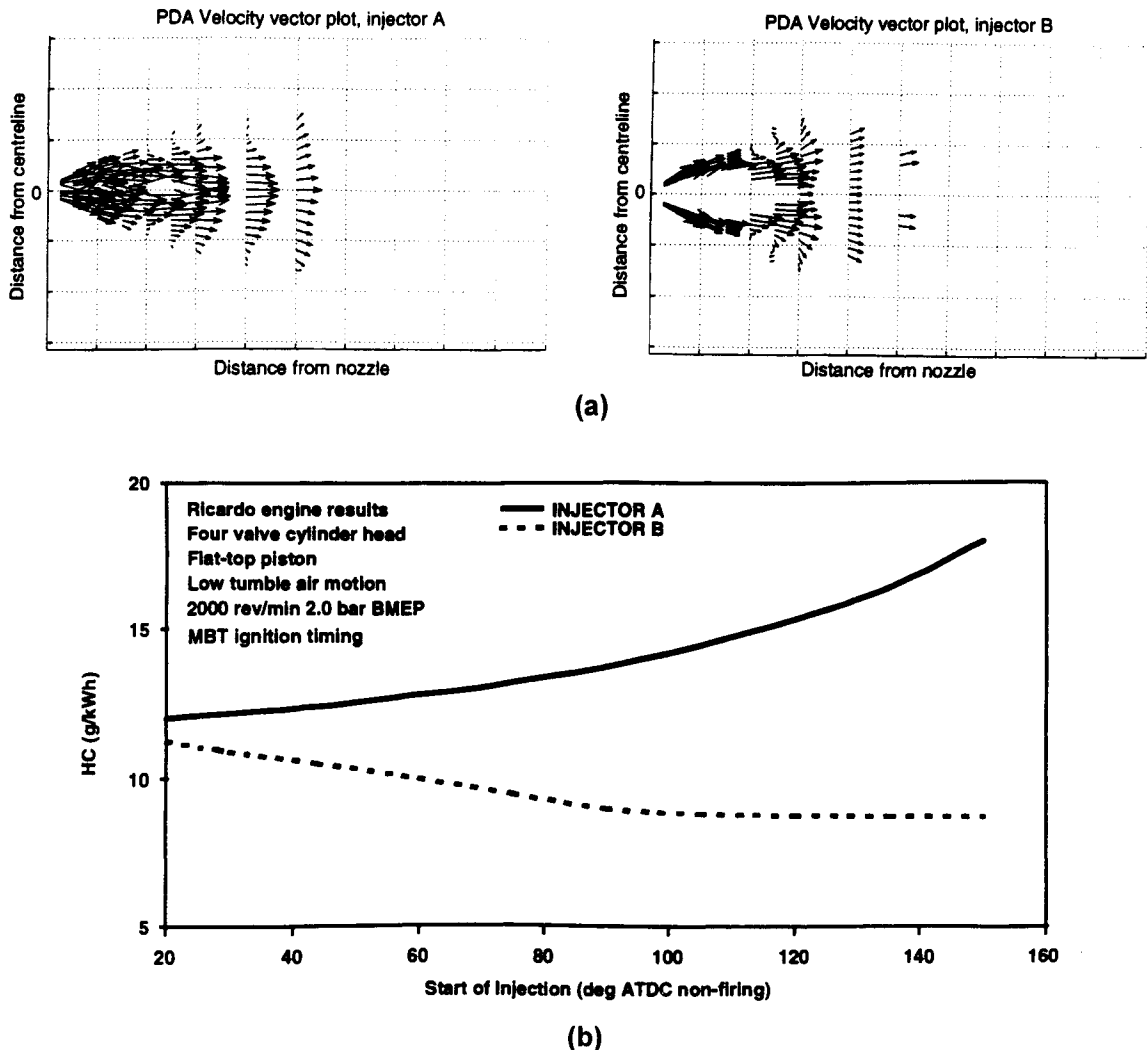 PDA Velocity vector plot, injector A
Distance from centreline
0
Distance from nozzle
PDA Velocity vector plot, injector B
Distance from centreline
0
Distance from nozzle
(a)
20
15
10
5
HC (g/kWh)
Ricardo engine results
Four valve cylinder head
Flat-top piston
Low tumble air motion
2000 rev/min 2.0 bar BMEP
MBT ignition timing
INJECTOR A
INJECTOR B
20 40 60 80 100 120 140 160
Start of Injection (deg ATDC non-firing)
(b)